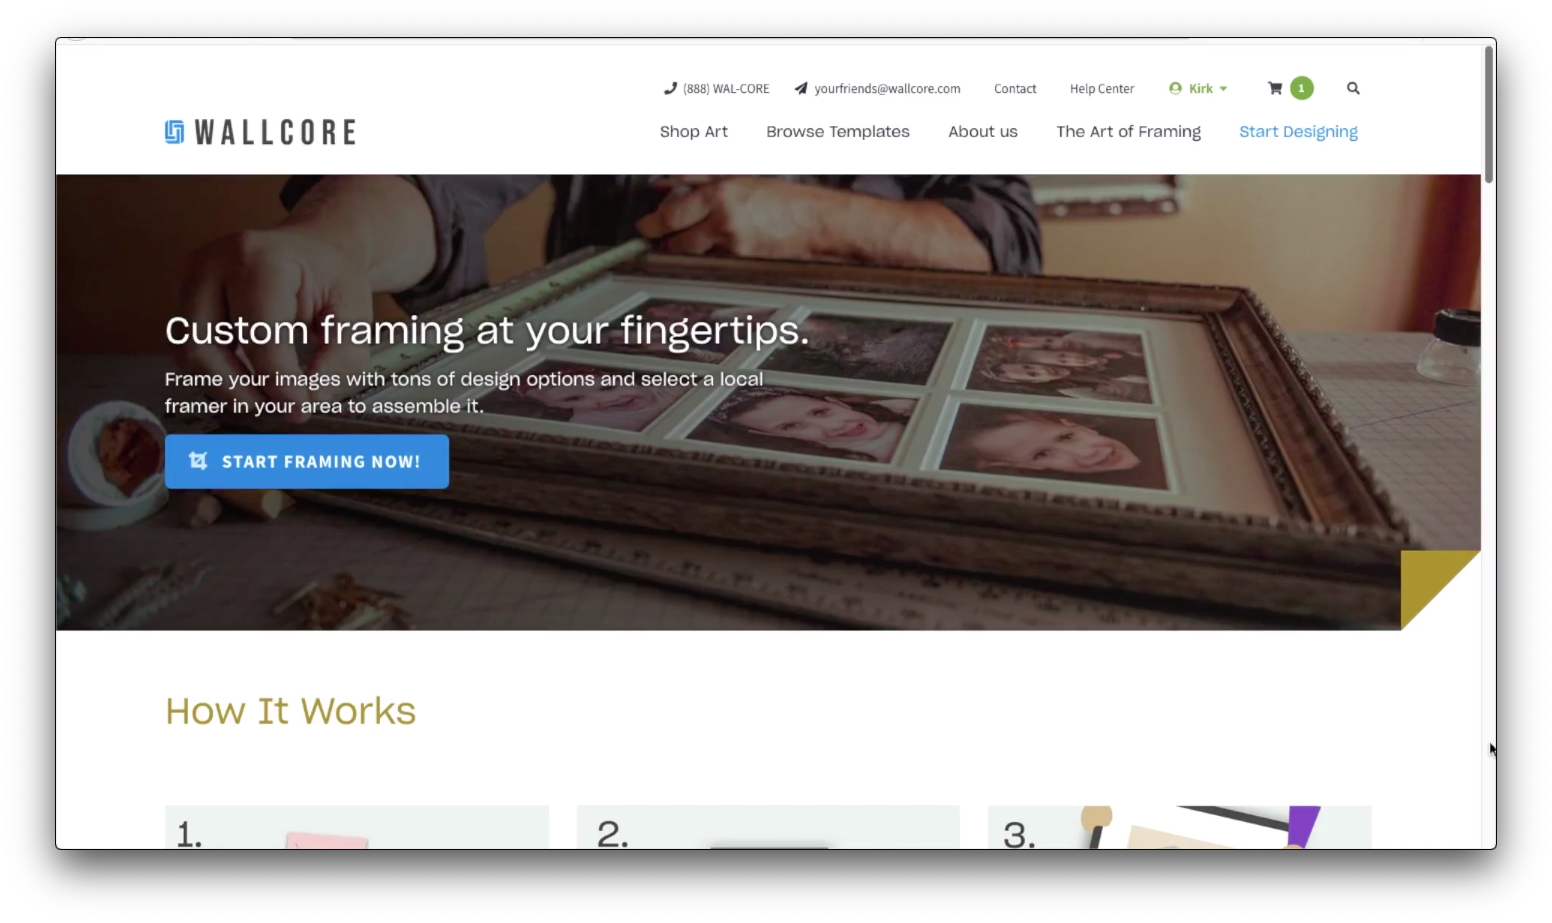 (888) WAL-CORE yourfriends@wallcore.com Contact Help Center Kirk 1
WALLCORE
Shop Art Browse Templates About us The Art of Framing Start Designing
Custom framing at your fingertips.
Frame your images with tons of design options and select a local
framer in your area to assemble it.
START FRAMING NOW!
How It Works
1. 2. 3.